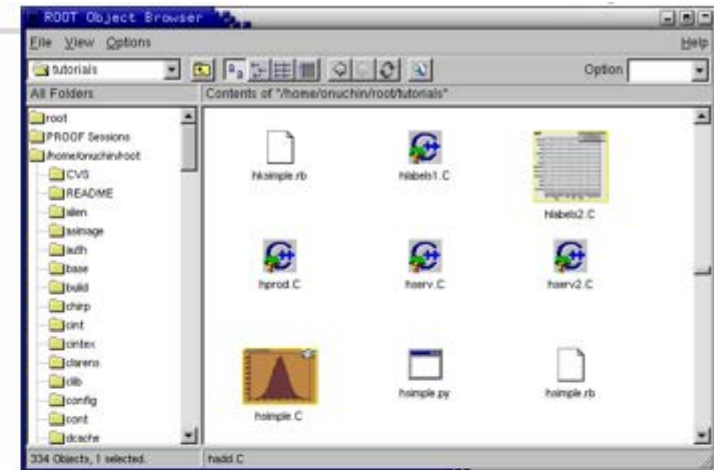 ROOT Object Browser
File View Options Help
tutorials Option
All Folders Contents of "/home/onuchin/root/tutorials"
root
PROOF Sessions
/home/onuchin/root
CVS
README
alien
asimage
auth
base
build
chirp
cint
cintex
clarens
clib
config
cont
dcache
hksimple.rb hlabels1.C hlabels2.C
hprod.C hserv.C hserv2.C
hsimple.C hsimple.py hsimple.rb
334 Objects, 1 selected. hadd.C